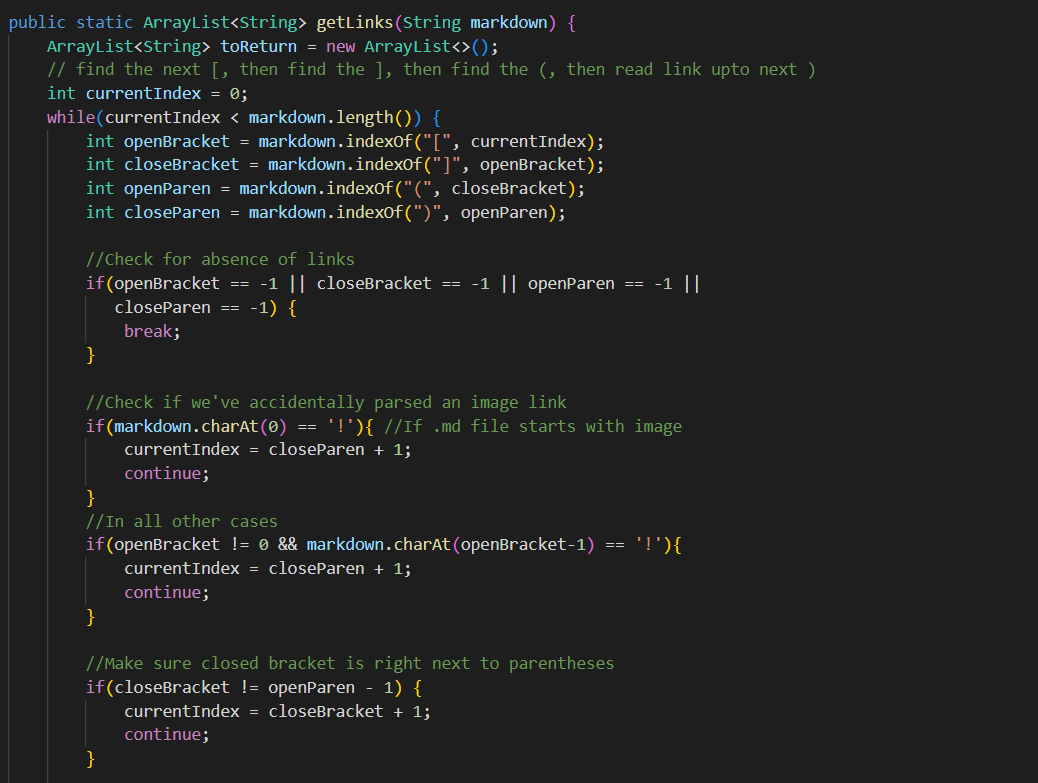 public static ArrayList<String> getLinks(String markdown) {
    ArrayList<String> toReturn = new ArrayList<>();
    // find the next [, then find the ], then find the (, then read link upto next )
    int currentIndex = 0;
    while(currentIndex < markdown.length()) {
        int openBracket = markdown.indexOf("[", currentIndex);
        int closeBracket = markdown.indexOf("]", openBracket);
        int openParen = markdown.indexOf("(", closeBracket);
        int closeParen = markdown.indexOf(")", openParen);
        //Check for absence of links
        if(openBracket == -1 || closeBracket == -1 || openParen == -1 ||
           closeParen == -1) {
            break;
        }
        //Check if we've accidentally parsed an image link
        if(markdown.charAt(0) == '!'){ //If .md file starts with image
            currentIndex = closeParen + 1;
            continue;
        }
        //In all other cases
        if(openBracket != 0 && markdown.charAt(openBracket-1) == '!'){
            currentIndex = closeParen + 1;
            continue;
        }
        //Make sure closed bracket is right next to parentheses
        if(closeBracket != openParen - 1) {
            currentIndex = closeBracket + 1;
            continue;
        }